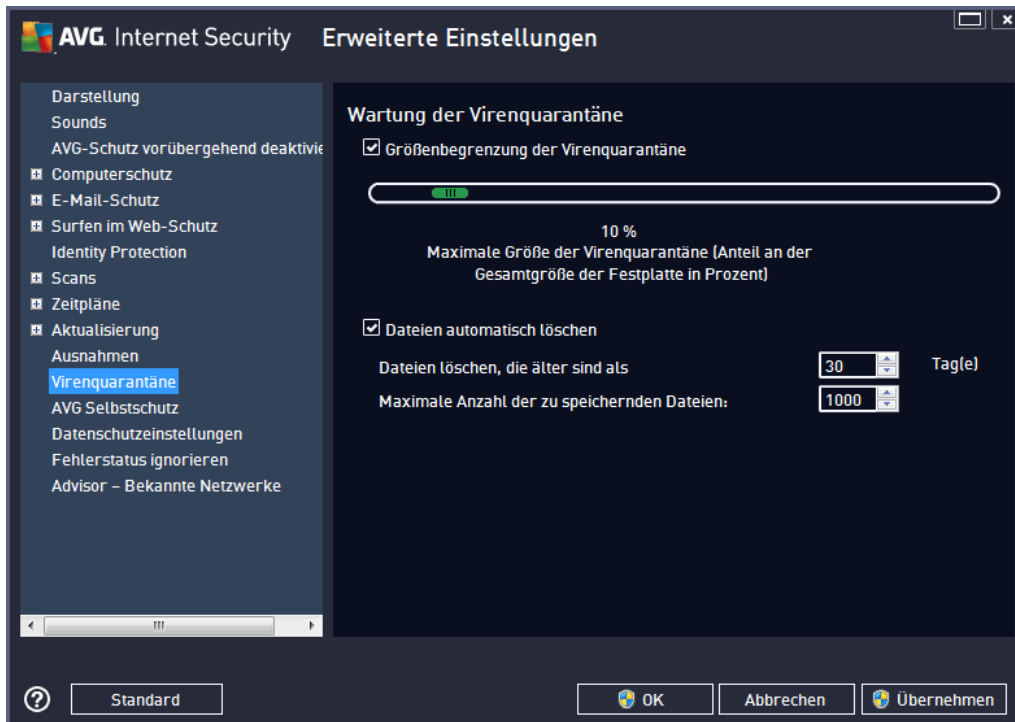 AVG. Internet Security Erweiterte Einstellungen
Darstellung
Sounds
AVG-Schutz vorübergehend deaktivie
Computerschutz
E-Mail-Schutz
Surfen im Web-Schutz
Identity Protection
Scans
Zeitpläne
Aktualisierung
Ausnahmen
Virenquarantäne
AVG Selbstschutz
Datenschutzeinstellungen
Fehlerstatus ignorieren
Advisor – Bekannte Netzwerke
Wartung der Virenquarantäne
Größenbegrenzung der Virenquarantäne
10 %
Maximale Größe der Virenquarantäne (Anteil an der
Gesamtgröße der Festplatte in Prozent)
Dateien automatisch löschen
Dateien löschen, die älter sind als 30 Tag(e)
Maximale Anzahl der zu speichernden Dateien: 1000
? Standard OK Abbrechen Übernehmen